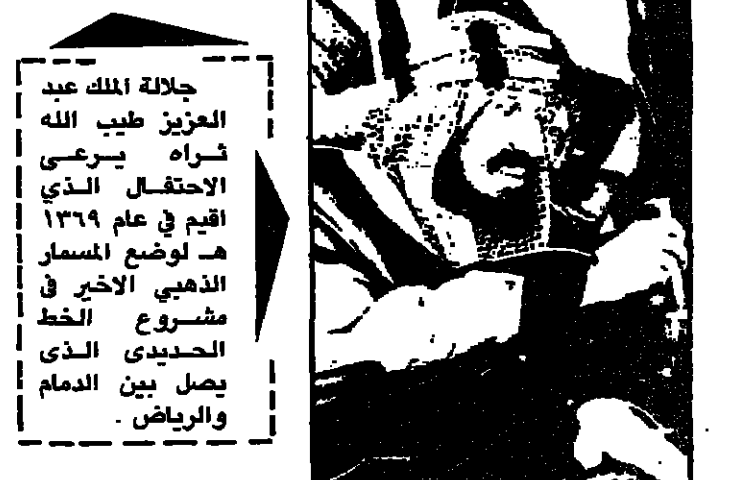 جلالة الملك عبد
العزيز طيب الله
ثراه يرعى
الاحتفال الذي
اقيم في عام ١٣٦٩
هـ لوضع المسمار
الذهبي الاخير في
مشروع الخط
الحديدى الذى
يصل بين الدمام
والرياض .